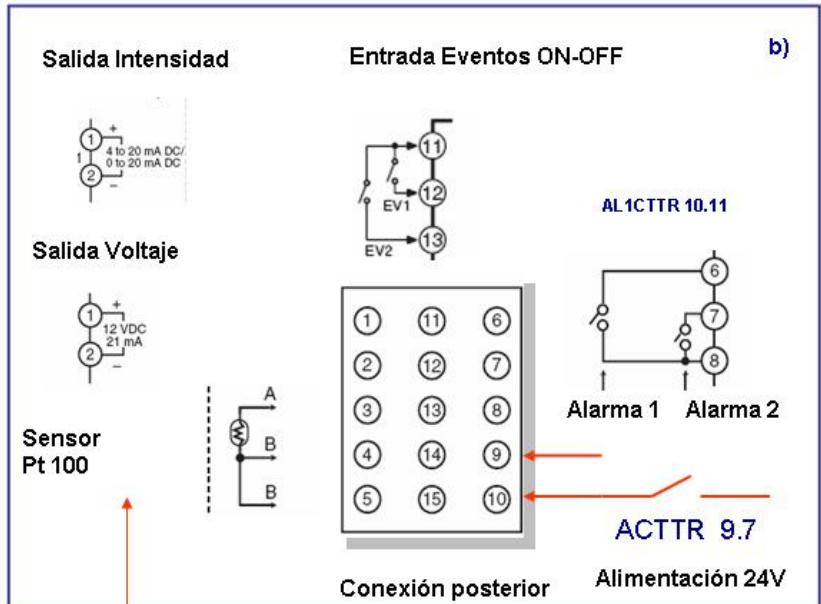 Salida Intensidad
Entrada Eventos ON-OFF
b)
1
+
4 to 20 mA DC/
1
0 to 20 mA DC
2
–
11
12
EV1
13
EV2
AL1CTTR 10.11
Salida Voltaje
1
+
12 VDC
21 mA
2
–
6
7
8
Alarma 1 Alarma 2
1 11 6
2 12 7
3 13 8
4 14 9
5 15 10
A
B
B
Sensor
Pt 100
ACTTR 9.7
Alimentación 24V
Conexión posterior